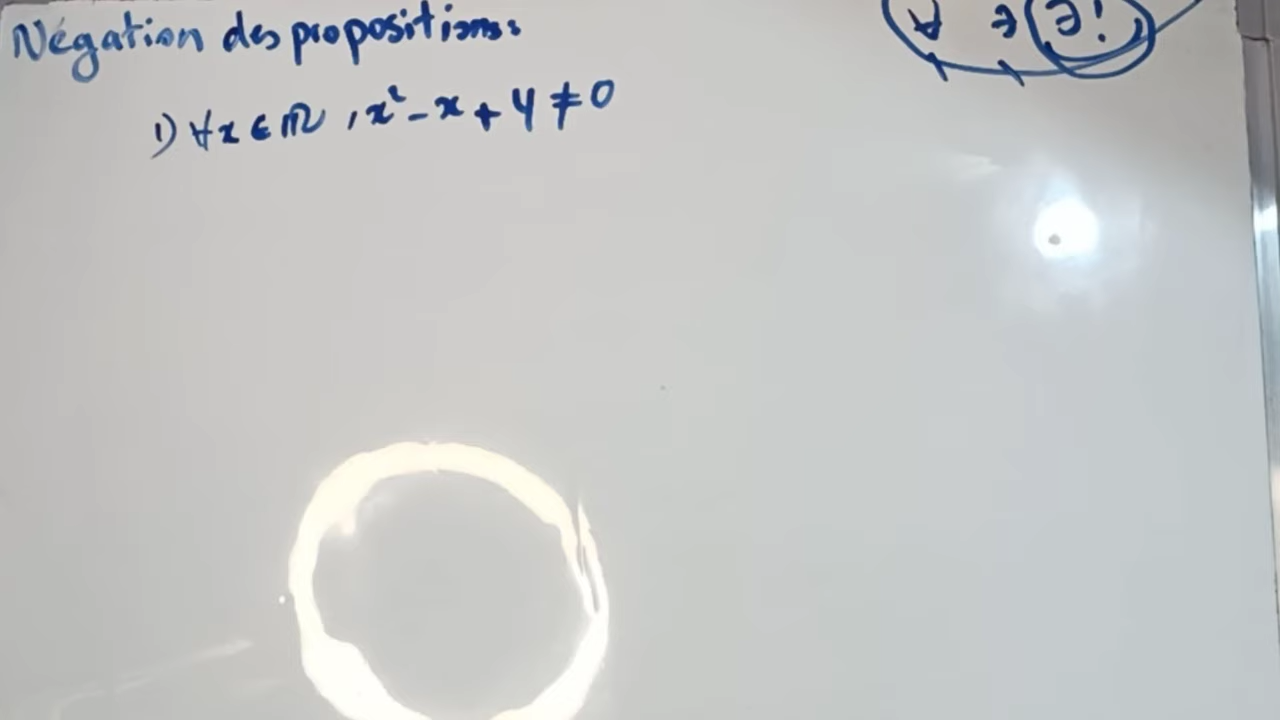 Négation des propositions:
∀ ∃ ∃!
1) ∀x ∈ ℝ, x² - x + 4 ≠ 0